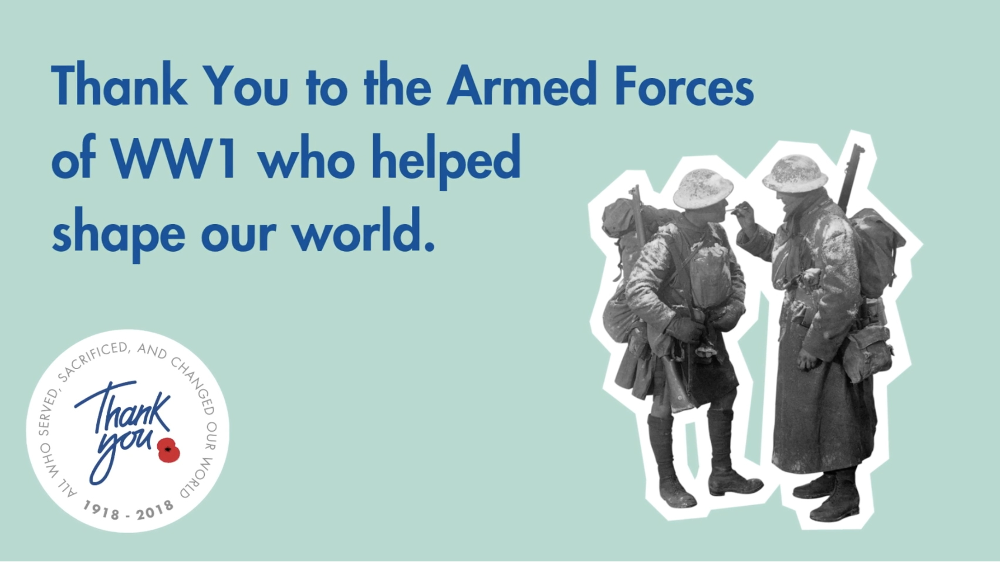 Thank You to the Armed Forces
of WW1 who helped
shape our world.
ALL WHO SERVED, SACRIFICED, AND CHANGED OUR WORLD
Thank
you
1918 - 2018